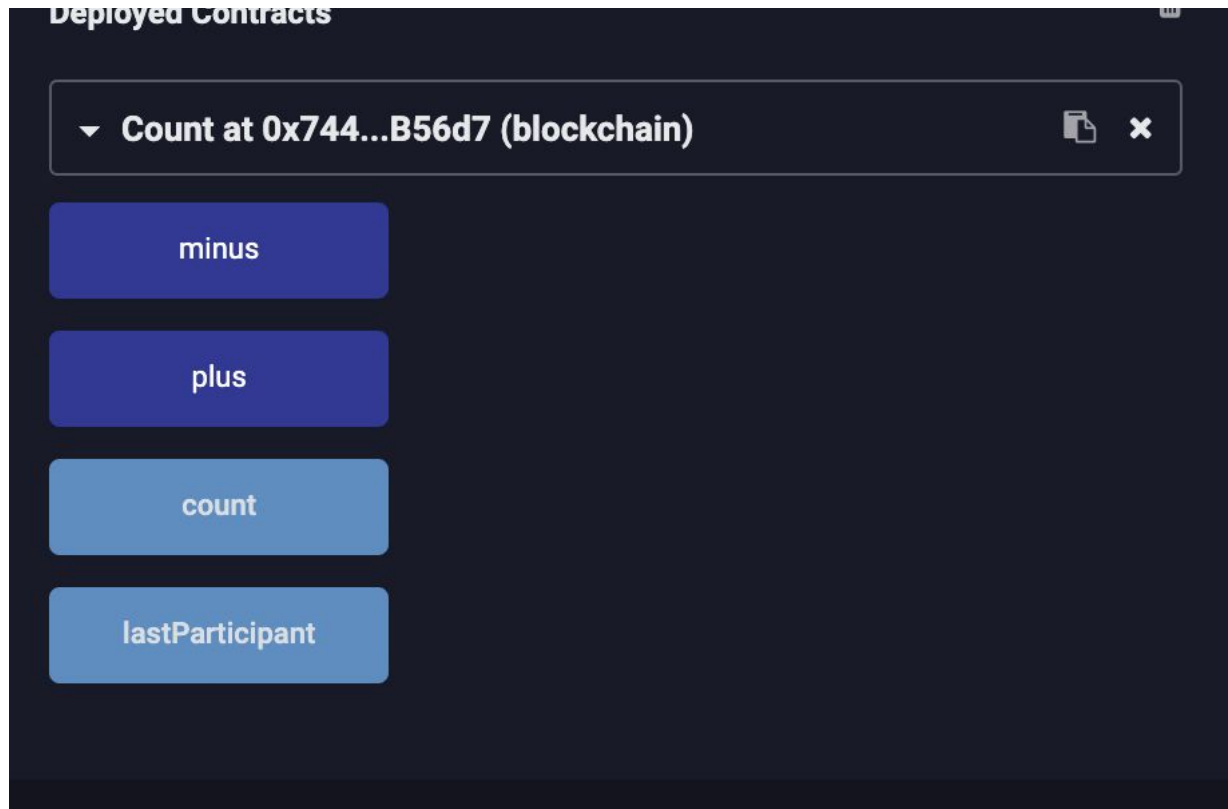 Deployed Contracts
Count at 0x744...B56d7 (blockchain)
minus
plus
count
lastParticipant